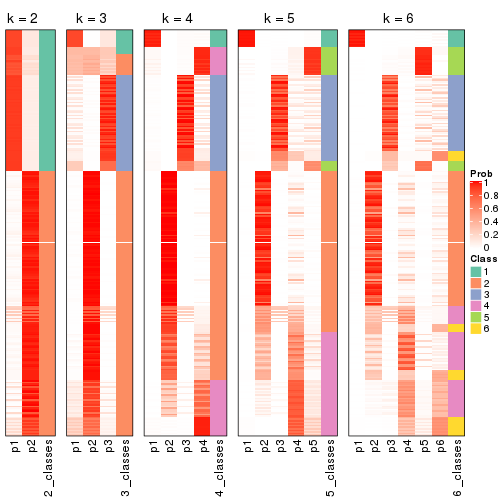 k = 2
k = 3
k = 4
k = 5
k = 6
Prob
1
0.8
0.6
0.4
0.2
0
Class
1
2
3
4
5
6
p1
p2
2_classes
p1
p2
p3
3_classes
p1
p2
p3
p4
4_classes
p1
p2
p3
p4
p5
5_classes
p1
p2
p3
p4
p5
p6
6_classes